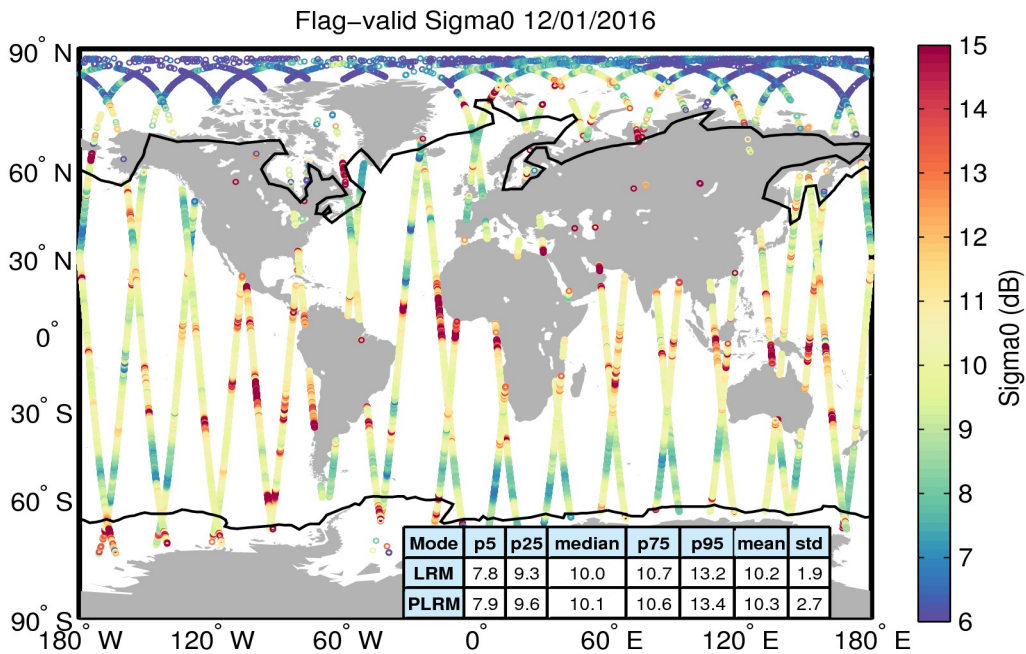 Flag−valid Sigma0 12/01/2016
90° N
60° N
30° N
0°
30° S
60° S
90° S
180° W
120° W
60° W
0°
60° E
120° E
180° E
Mode p5 p25 median p75 p95 mean std
LRM 7.8 9.3 10.0 10.7 13.2 10.2 1.9
PLRM 7.9 9.6 10.1 10.6 13.4 10.3 2.7
15
14
13
12
11
10
9
8
7
6
Sigma0 (dB)